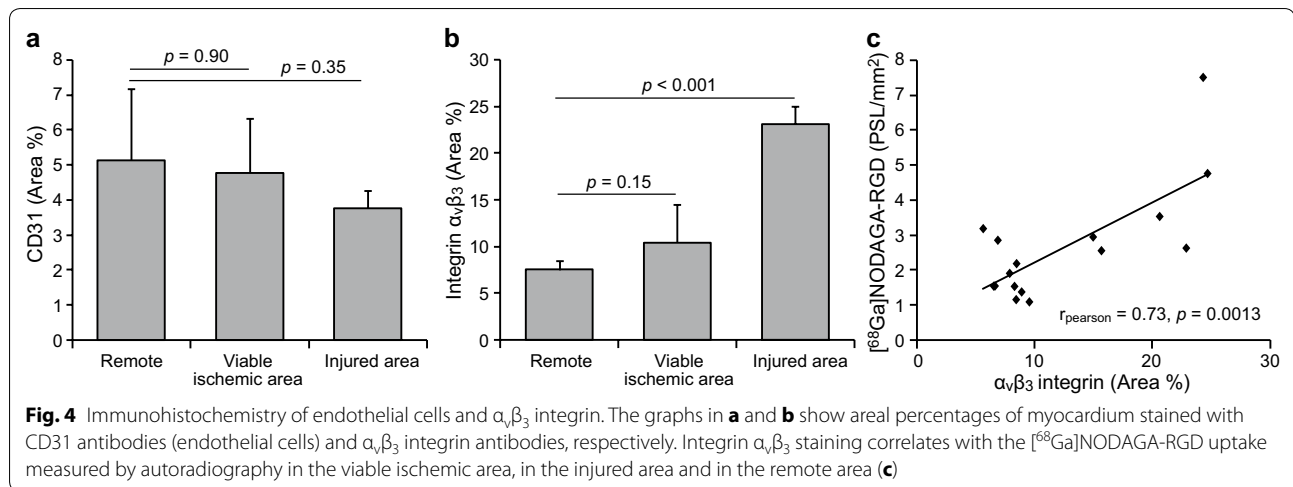 a
8
7
6
5
4
3
2
1
0
CD31 (Area %)
p = 0.90
p = 0.35
Remote
Viable
ischemic area
Injured area
b
30
25
20
15
10
5
0
Integrin αvβ3 (Area %)
p < 0.001
p = 0.15
Remote
Viable
ischemic area
Injured area
c
8
7
6
5
4
3
2
1
0
[⁶⁸Ga]NODAGA-RGD (PSL/mm²)
r_pearson = 0.73, p = 0.0013
0
10
20
30
αvβ3 integrin (Area %)
Fig. 4 Immunohistochemistry of endothelial cells and αvβ3 integrin. The graphs in a and b show areal percentages of myocardium stained with
CD31 antibodies (endothelial cells) and αvβ3 integrin antibodies, respectively. Integrin αvβ3 staining correlates with the [⁶⁸Ga]NODAGA-RGD uptake
measured by autoradiography in the viable ischemic area, in the injured area and in the remote area (c)